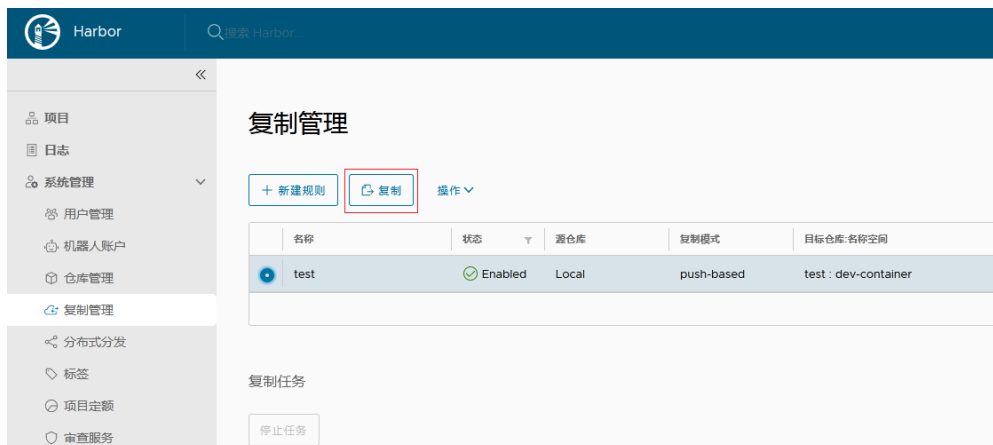 Harbor
搜索 Harbor...
项目
日志
系统管理
用户管理
机器人账户
仓库管理
复制管理
分布式分发
标签
项目定额
审查服务
复制管理
新建规则 复制 操作
名称 状态 源仓库 复制模式 目标仓库:名称空间
test Enabled Local push-based test : dev-container
复制任务
停止任务